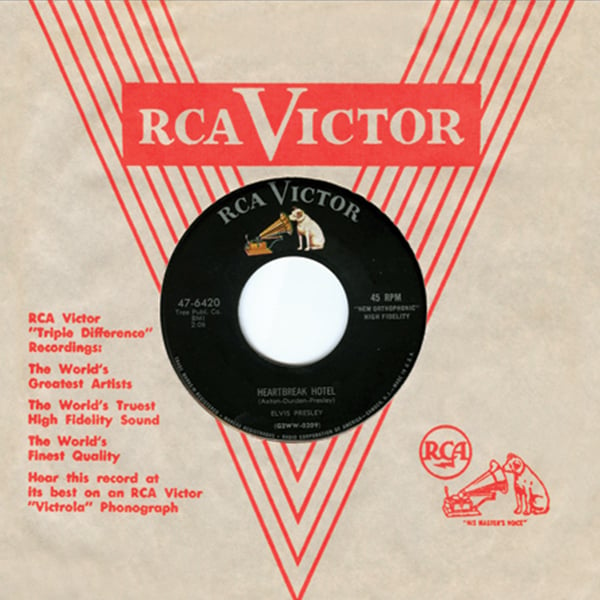 RCA VICTOR
RCA VICTOR
47-6420
Tree Publ. Co.
BMI
2:06
45 RPM
"NEW ORTHOPHONIC"
HIGH FIDELITY
HEARTBREAK HOTEL
(Axton-Durden-Presley)
ELVIS PRESLEY
(G2WW-0209)
RCA Victor
"Triple Difference"
Recordings:
The World's
Greatest Artists
The World's Truest
High Fidelity Sound
The World's
Finest Quality
Hear this record at
its best on an RCA Victor
"Victrola" Phonograph
RCA
"HIS MASTER'S VOICE"